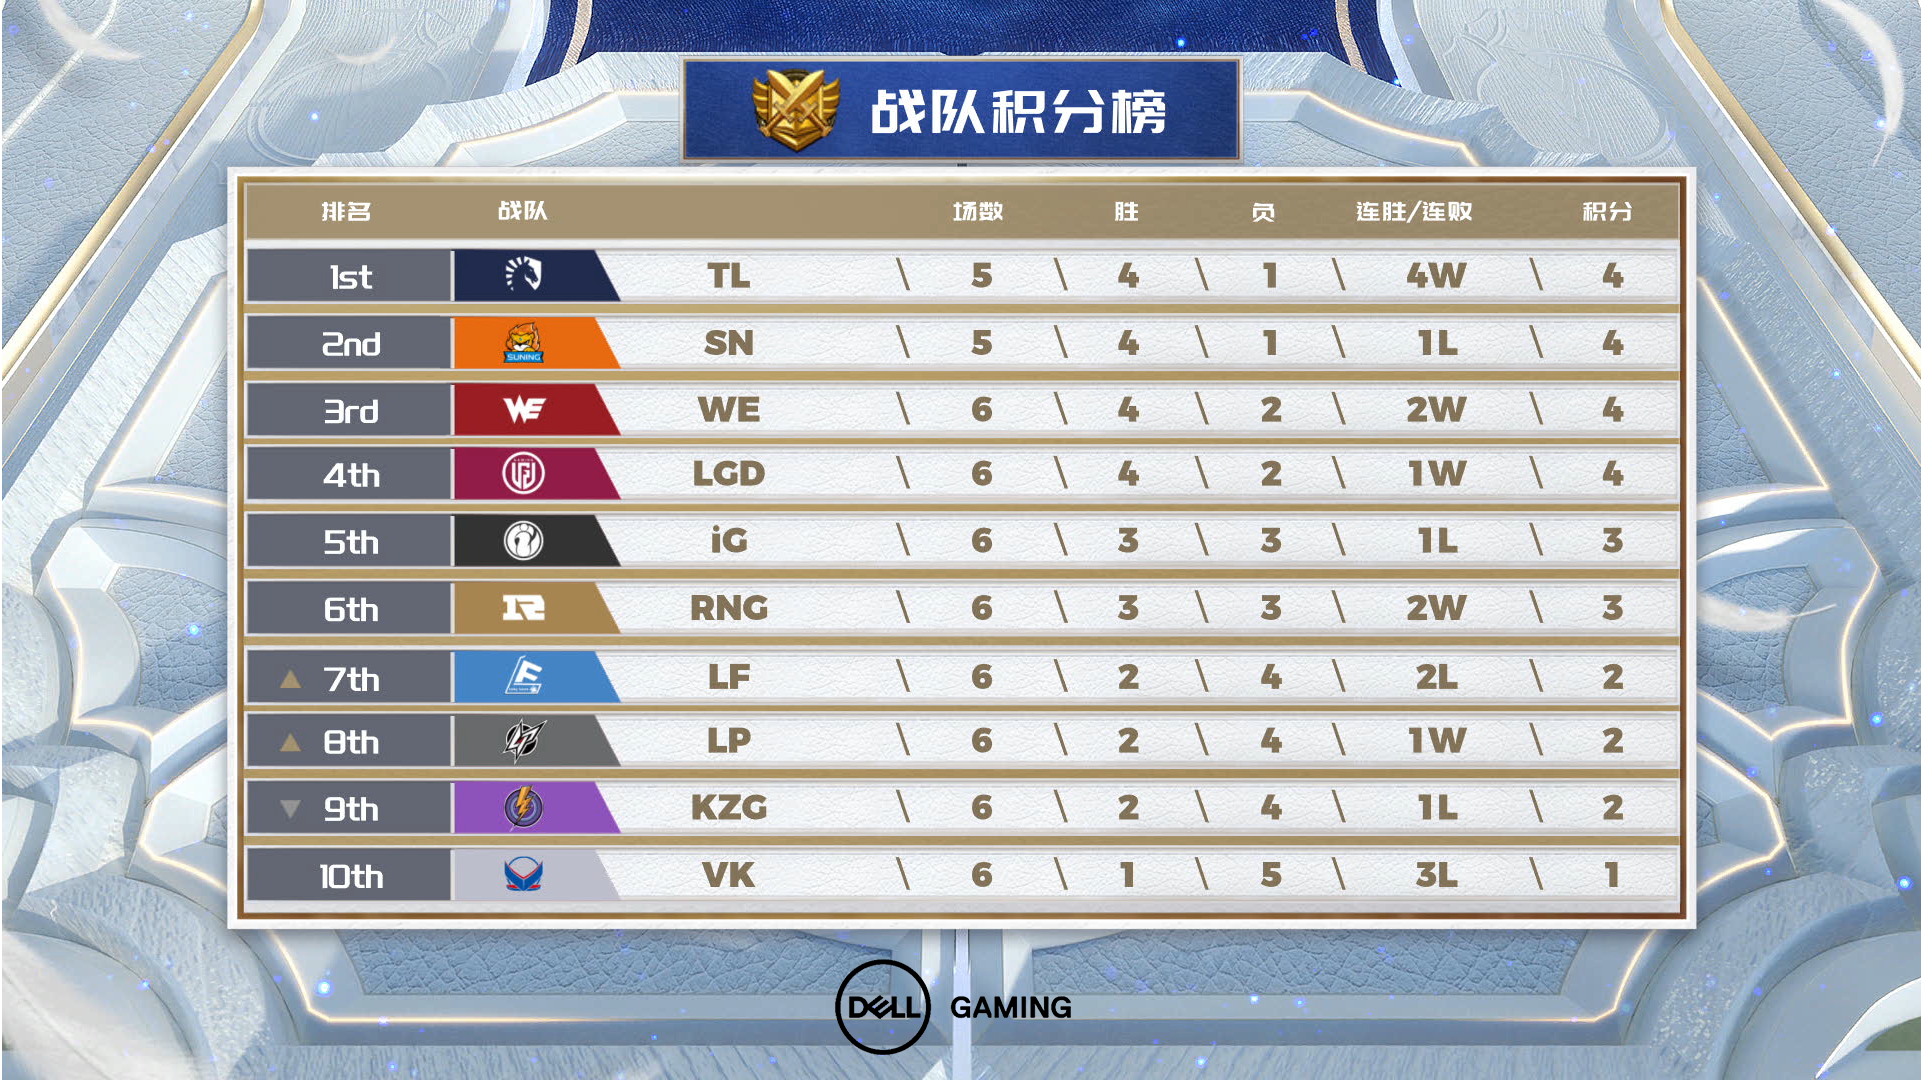 战队积分榜
排名 战队 场数 胜 负 连胜/连败 积分
1st TL \ 5 \ 4 \ 1 \ 4W \ 4
2nd SUNING SN \ 5 \ 4 \ 1 \ 1L \ 4
3rd WE WE \ 6 \ 4 \ 2 \ 2W \ 4
4th LGD \ 6 \ 4 \ 2 \ 1W \ 4
5th iG \ 6 \ 3 \ 3 \ 1L \ 3
6th RNG \ 6 \ 3 \ 3 \ 2W \ 3
7th LF \ 6 \ 2 \ 4 \ 2L \ 2
8th LP \ 6 \ 2 \ 4 \ 1W \ 2
9th KZG \ 6 \ 2 \ 4 \ 1L \ 2
10th VK \ 6 \ 1 \ 5 \ 3L \ 1
DELL GAMING